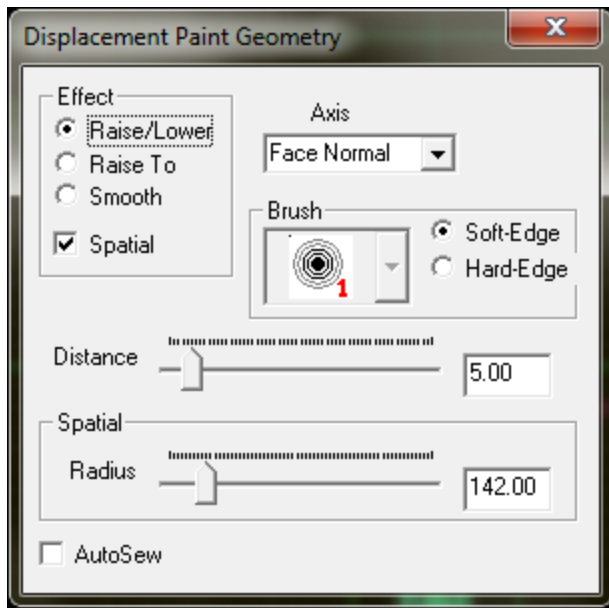 Displacement Paint Geometry
Effect
Raise/Lower
Raise To
Smooth
Spatial
Axis
Face Normal
Brush
1
Soft-Edge
Hard-Edge
Distance
5.00
Spatial
Radius
142.00
AutoSew